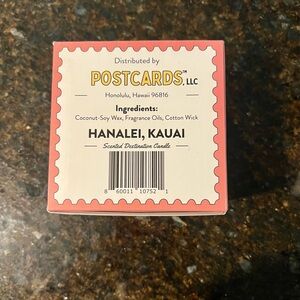 Distributed by
POSTCARDS™, LLC
Honolulu, Hawaii 96816
Ingredients:
Coconut-Soy Wax, Fragrance Oils, Cotton Wick
HANALEI, KAUAI
Scented Destination Candle
8 60011 10752 1